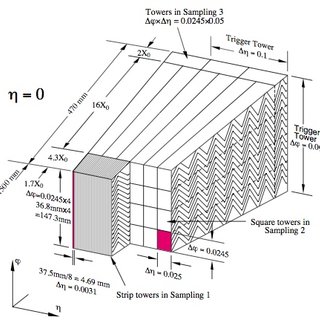 Towers in Sampling 3
Δφ×Δη = 0.0245×0.05
2X₀
Trigger Tower
Δη = 0.1
470 mm
16X₀
η = 0
Trigger
Tower
4.3X₀
500 mm
1.7X₀
Δφ=0.0245x4
36.8mmx4
=147.3mm
Square towers in
Sampling 2
Δφ = 0.0245
37.5mm/8 = 4.69 mm
Δη = 0.0031
Δη = 0.025
Strip towers in Sampling 1
φ
η